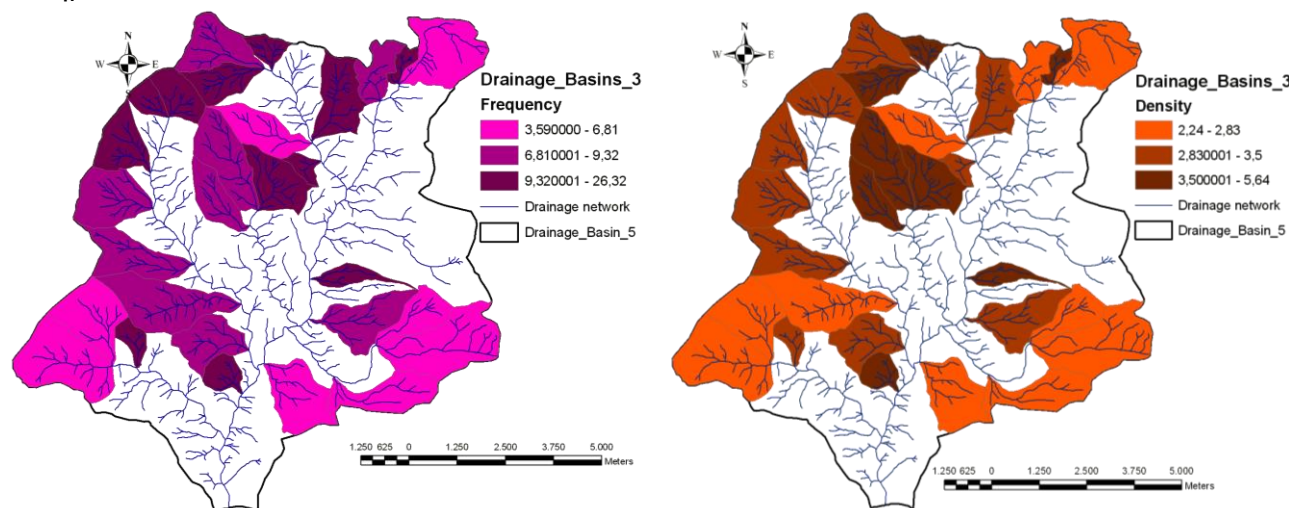 N
W E
S
Drainage_Basins_3
Frequency
3,590000 - 6,81
6,810001 - 9,32
9,320001 - 26,32
Drainage network
Drainage_Basin_5
1.250 625 0 1.250 2.500 3.750 5.000
Meters
N
W E
S
Drainage_Basins_3
Density
2,24 - 2,83
2,830001 - 3,5
3,500001 - 5,64
Drainage network
Drainage_Basin_5
1.250 625 0 1.250 2.500 3.750 5.000
Meters